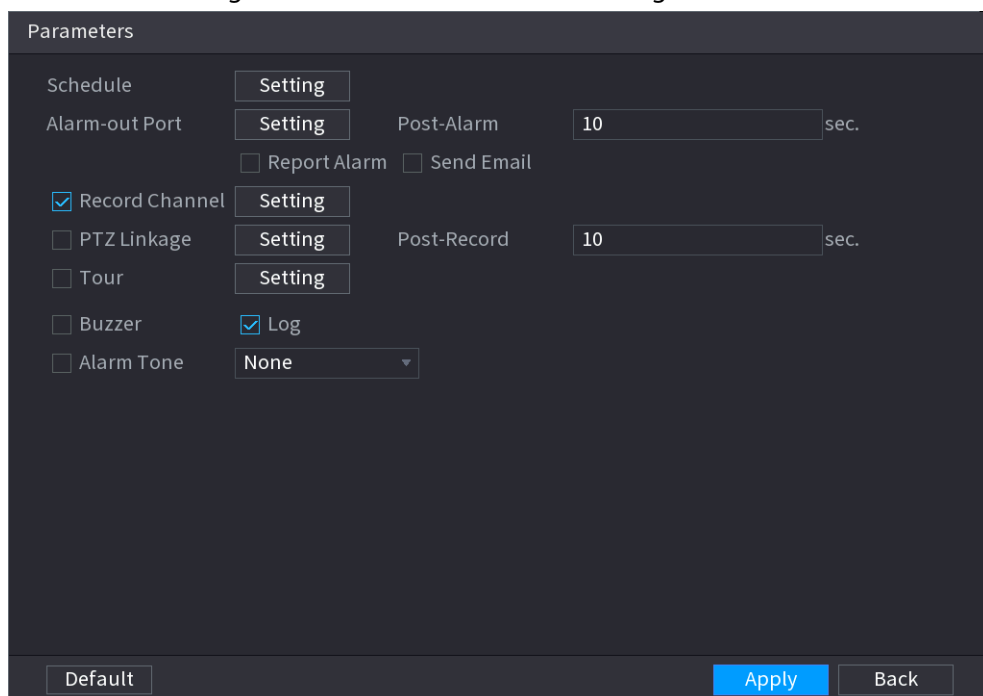 Parameters
Schedule Setting
Alarm-out Port Setting Post-Alarm 10 sec.
Report Alarm Send Email
Record Channel Setting
PTZ Linkage Setting Post-Record 10 sec.
Tour Setting
Buzzer Log
Alarm Tone None
Default Apply Back